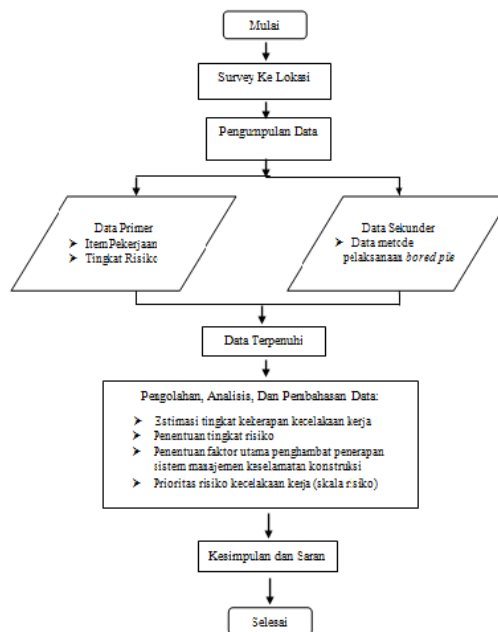 Mulai
Survey Ke Lokasi
Pengumpulan Data
Data Primer
➤ Item Pekerjaan
➤ Tingkat Risiko
Data Sekunder
➤ Data metode
pelaksanaan bored pile
Data Terpenuhi
Pengolahan, Analisis, Dan Pembahasan Data:
➤ Estimasi tingkat kekerapan kecelakaan kerja
➤ Penentuan tingkat risiko
➤ Penentuan faktor utama penghambat penerapan
sistem manajemen keselamatan konstruksi
➤ Prioritas risiko kecelakaan kerja (skala risiko)
Kesimpulan dan Saran
Selesai